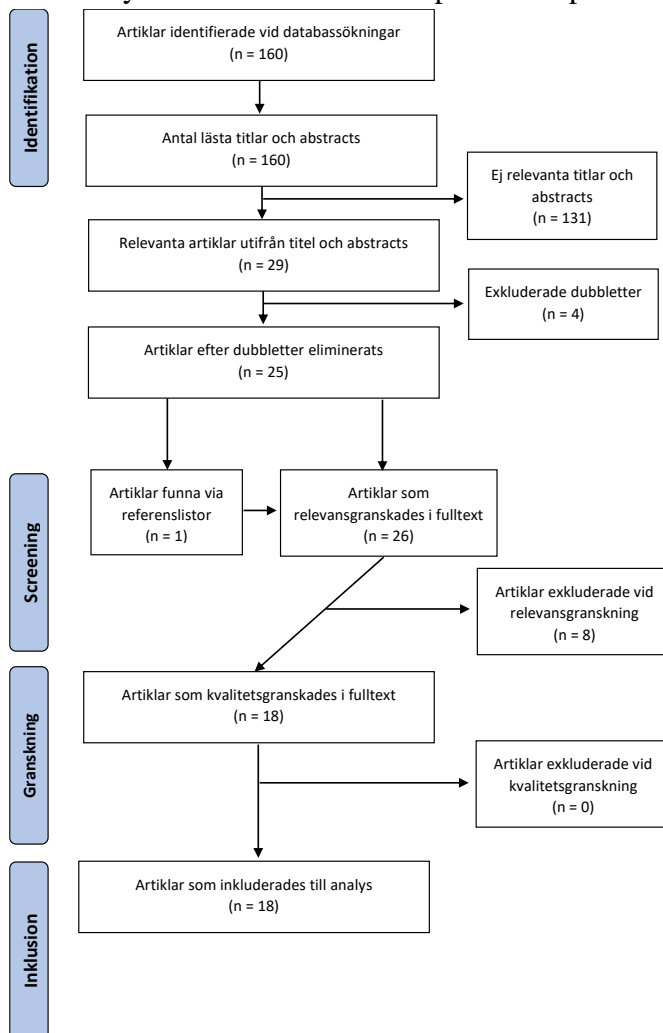 Identifikation
Artiklar identifierade vid databassökningar
(n = 160)
Antal lästa titlar och abstracts
(n = 160)
Ej relevanta titlar och
abstracts
(n = 131)
Relevanta artiklar utifrån titel och abstracts
(n = 29)
Exkluderade dubbletter
(n = 4)
Artiklar efter dubbletter eliminerats
(n = 25)
Screening
Artiklar funna via
referenslistor
(n = 1)
Artiklar som
relevansgranskades i fulltext
(n = 26)
Artiklar exkluderade vid
relevansgranskning
(n = 8)
Granskning
Artiklar som kvalitetsgranskades i fulltext
(n = 18)
Artiklar exkluderade vid
kvalitetsgranskning
(n = 0)
Inklusion
Artiklar som inkluderades till analys
(n = 18)